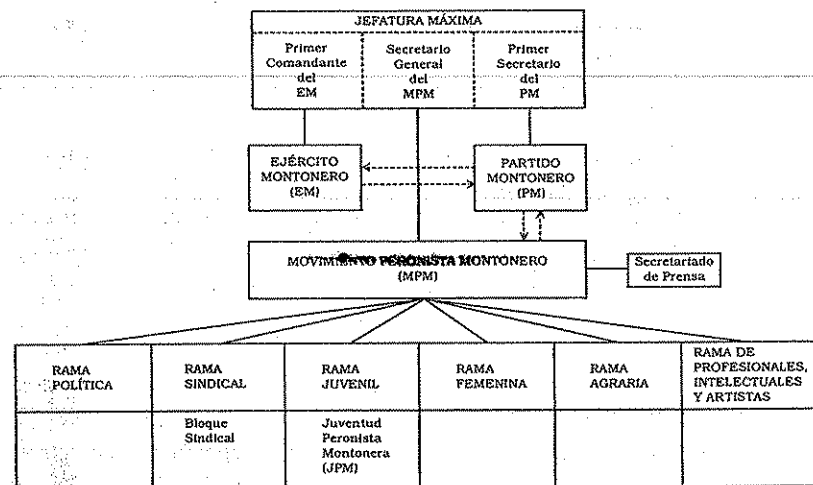 JEFATURA MÁXIMA
Primer
Comandante
del
EM
Secretario
General
del
MPM
Primer
Secretario
del
PM
EJÉRCITO
MONTONERO
(EM)
PARTIDO
MONTONERO
(PM)
MOVIMIENTO PERONISTA MONTONERO
(MPM)
Secretariado
de Prensa
RAMA
POLÍTICA
RAMA
SINDICAL
RAMA
JUVENIL
RAMA
FEMENINA
RAMA
AGRARIA
RAMA DE
PROFESIONALES,
INTELECTUALES
Y ARTISTAS
Bloque
Sindical
Juventud
Peronista
Montonera
(JPM)